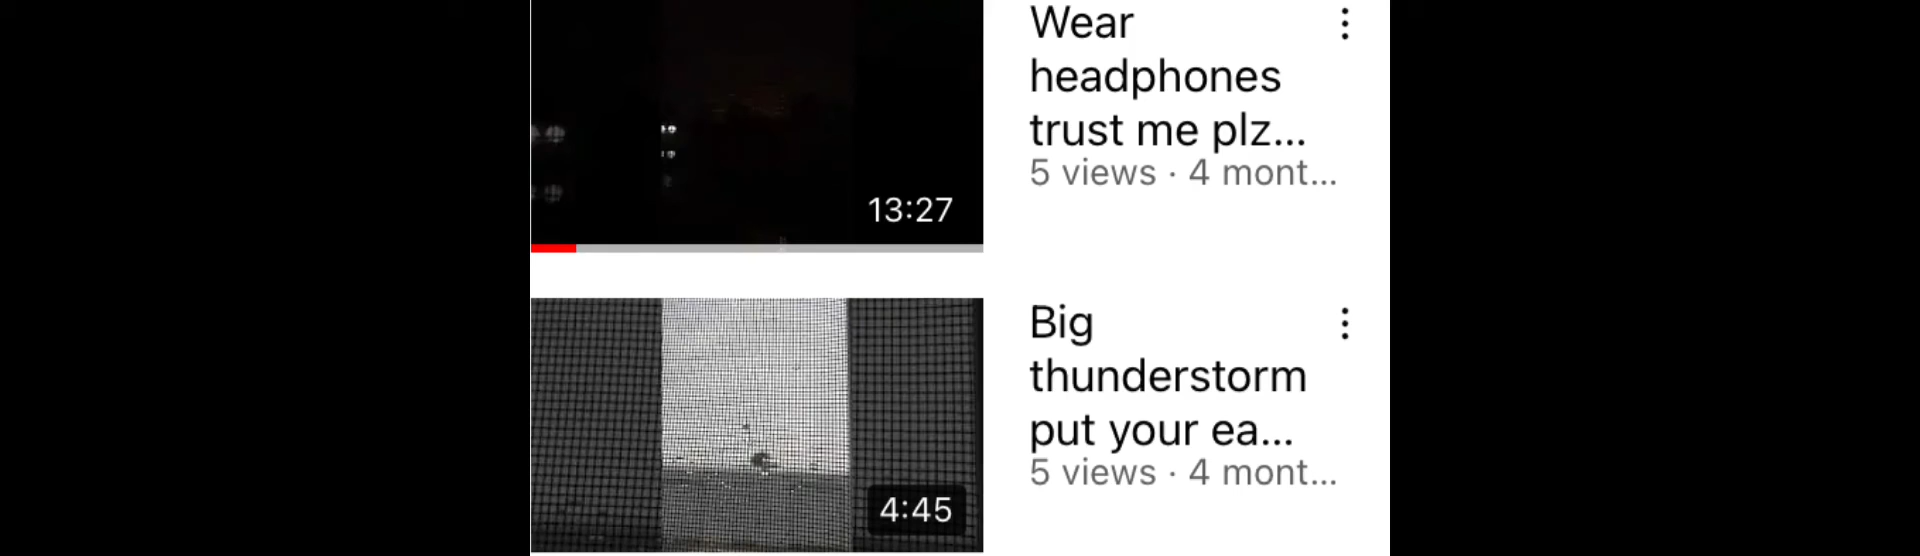 Wear
headphones
trust me plz...
5 views · 4 mont...
13:27
Big
thunderstorm
put your ea...
5 views · 4 mont...
4:45